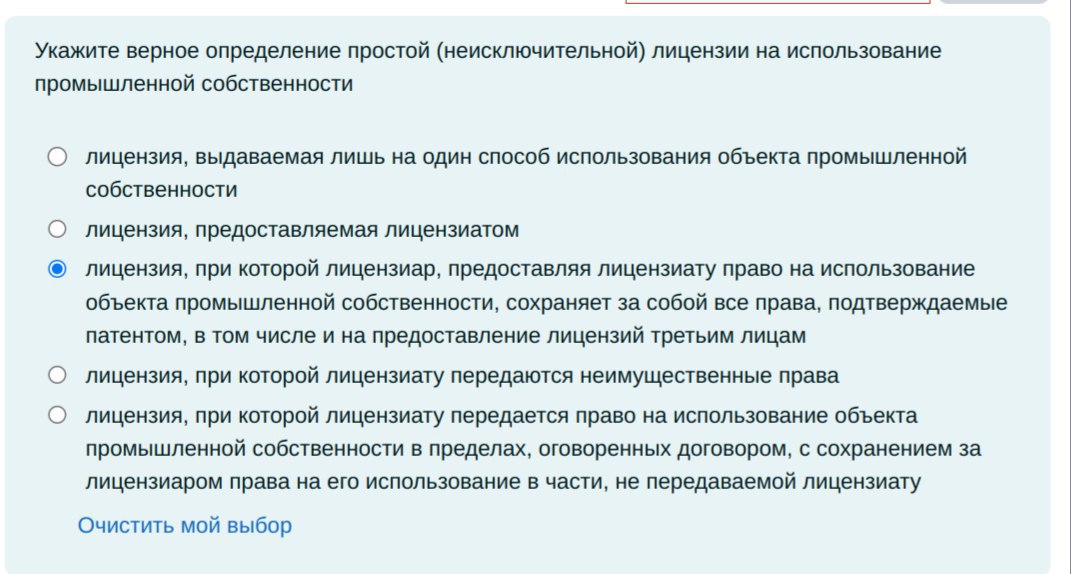 Укажите верное определение простой (неисключительной) лицензии на использование
промышленной собственности
лицензия, выдаваемая лишь на один способ использования объекта промышленной
собственности
лицензия, предоставляемая лицензиатом
лицензия, при которой лицензиар, предоставляя лицензиату право на использование
объекта промышленной собственности, сохраняет за собой все права, подтверждаемые
патентом, в том числе и на предоставление лицензий третьим лицам
лицензия, при которой лицензиату передаются неимущественные права
лицензия, при которой лицензиату передается право на использование объекта
промышленной собственности в пределах, оговоренных договором, с сохранением за
лицензиаром права на его использование в части, не передаваемой лицензиату
Очистить мой выбор